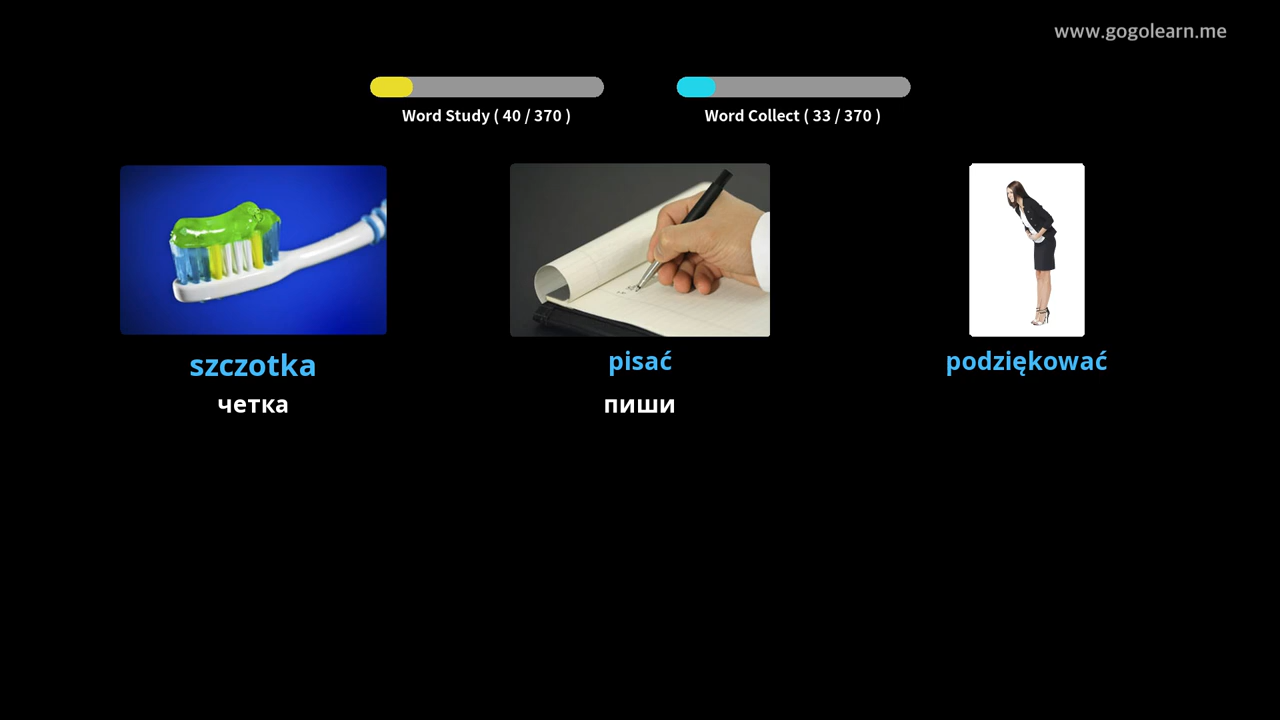 www.gogolearn.me
Word Study ( 40 / 370 )
Word Collect ( 33 / 370 )
szczotka
четка
pisać
пиши
podziękować